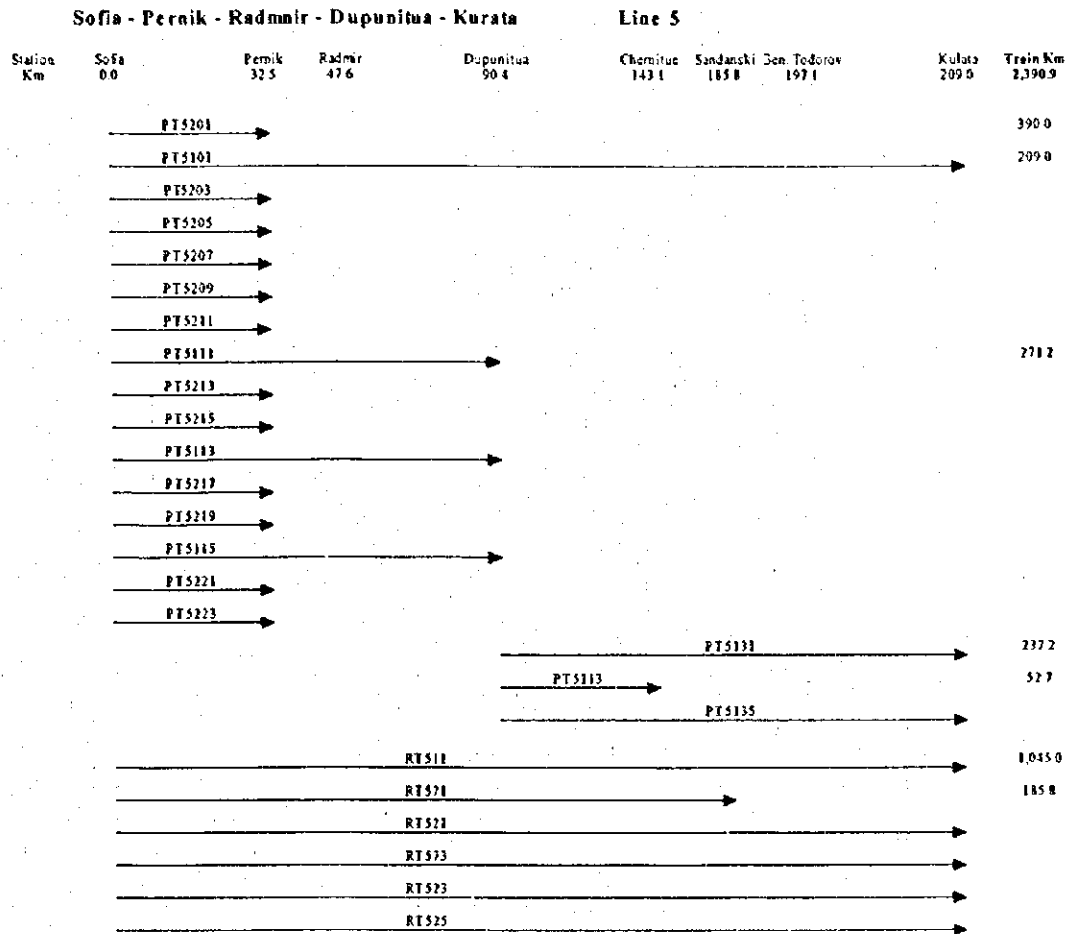 Sofia - Pernik - Radmnir - Dupunitua - Kurata Line 5
Station Sofia Pernik Radmir Dupunitua Chernitue Sandanski Gen. Todorov Kulata Train Km
Km 0.0 32.5 47.6 90.4 143.1 185.8 197.1 209.0 2,390.9
PT5201 390.0
PT5101 209.0
PT5203
PT5205
PT5207
PT5209
PT5211
PT5111 271.2
PT5213
PT5215
PT5113
PT5217
PT5219
PT5115
PT5221
PT5223
PT5131 237.2
PT5113 52.7
PT5135
RT511 1,045.0
RT571 185.8
RT521
RT573
RT523
RT525